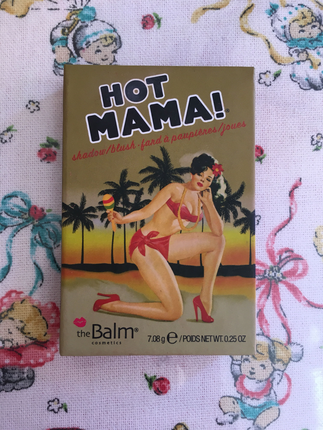 HOT
MAMA!®
shadow/blush • fard à paupières/joues
theBalm®
cosmetics
7.08 g ℮ /POIDS NET WT. 0.25 OZ